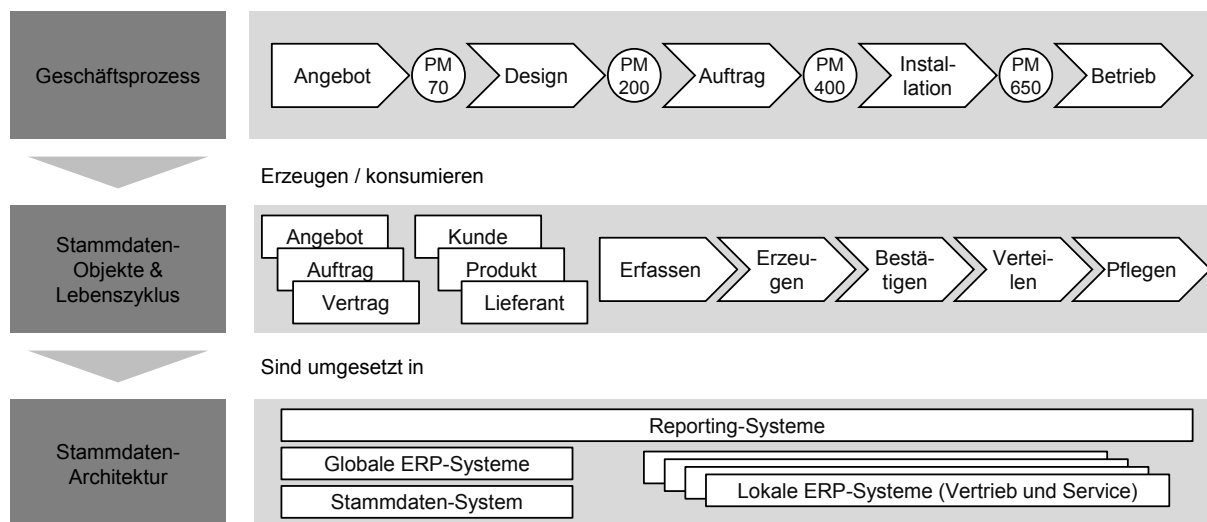 Geschäftsprozess
Angebot
PM
70
Design
PM
200
Auftrag
PM
400
Instal-
lation
PM
650
Betrieb
Erzeugen / konsumieren
Stammdaten-
Objekte &
Lebenszyklus
Angebot
Auftrag
Vertrag
Kunde
Produkt
Lieferant
Erfassen
Erzeu-
gen
Bestä-
tigen
Vertei-
len
Pflegen
Sind umgesetzt in
Stammdaten-
Architektur
Reporting-Systeme
Globale ERP-Systeme
Stammdaten-System
Lokale ERP-Systeme (Vertrieb und Service)